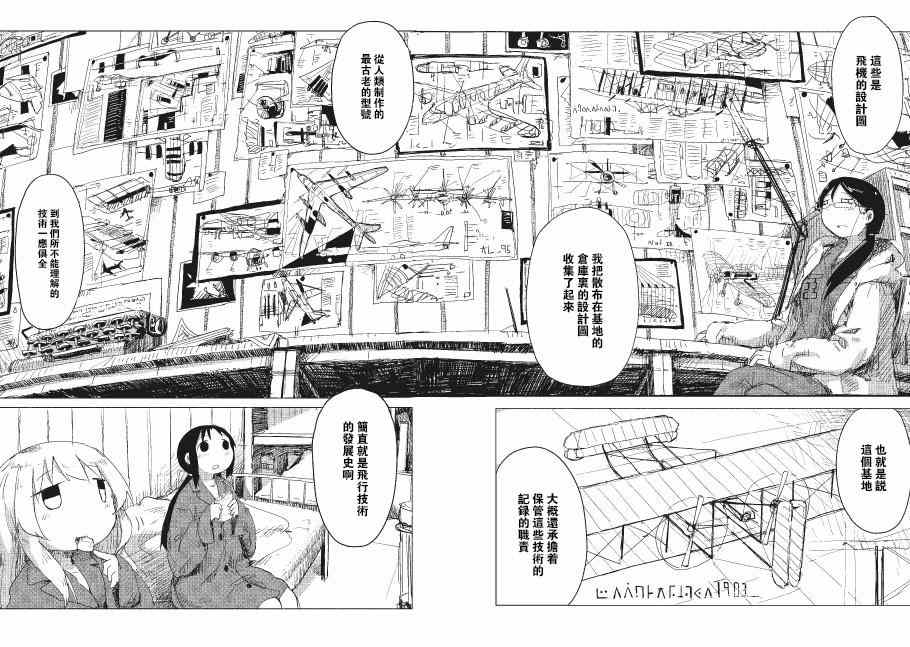 這些是
飛機的設計圖
從人類制作的
最古老的型號
我把散布在基地的
倉庫裏的設計圖
收集了起來
到我們所不能理解的
技術一應俱全
也就是說
這個基地
大概還承擔着
保管這些技術的
記録的職責
1903
簡直就是飛行技術
的發展史啊